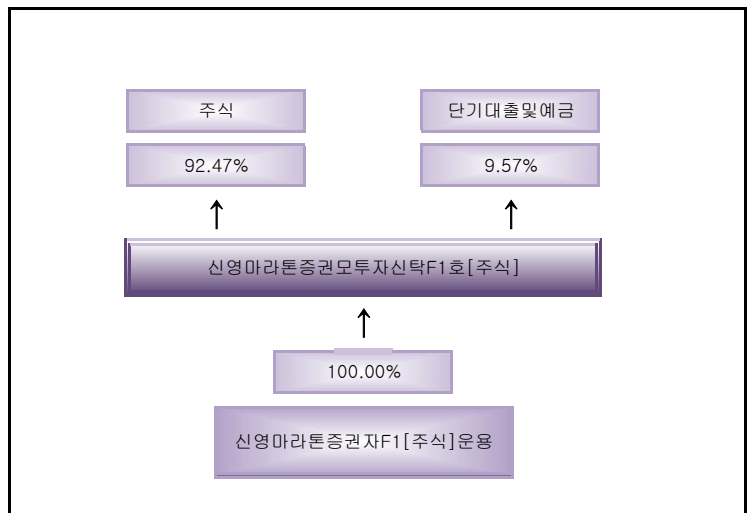 주식
단기대출및예금
92.47%
9.57%
신영마라톤증권모투자신탁F1호[주식]
100.00%
신영마라톤증권자F1[주식]운용